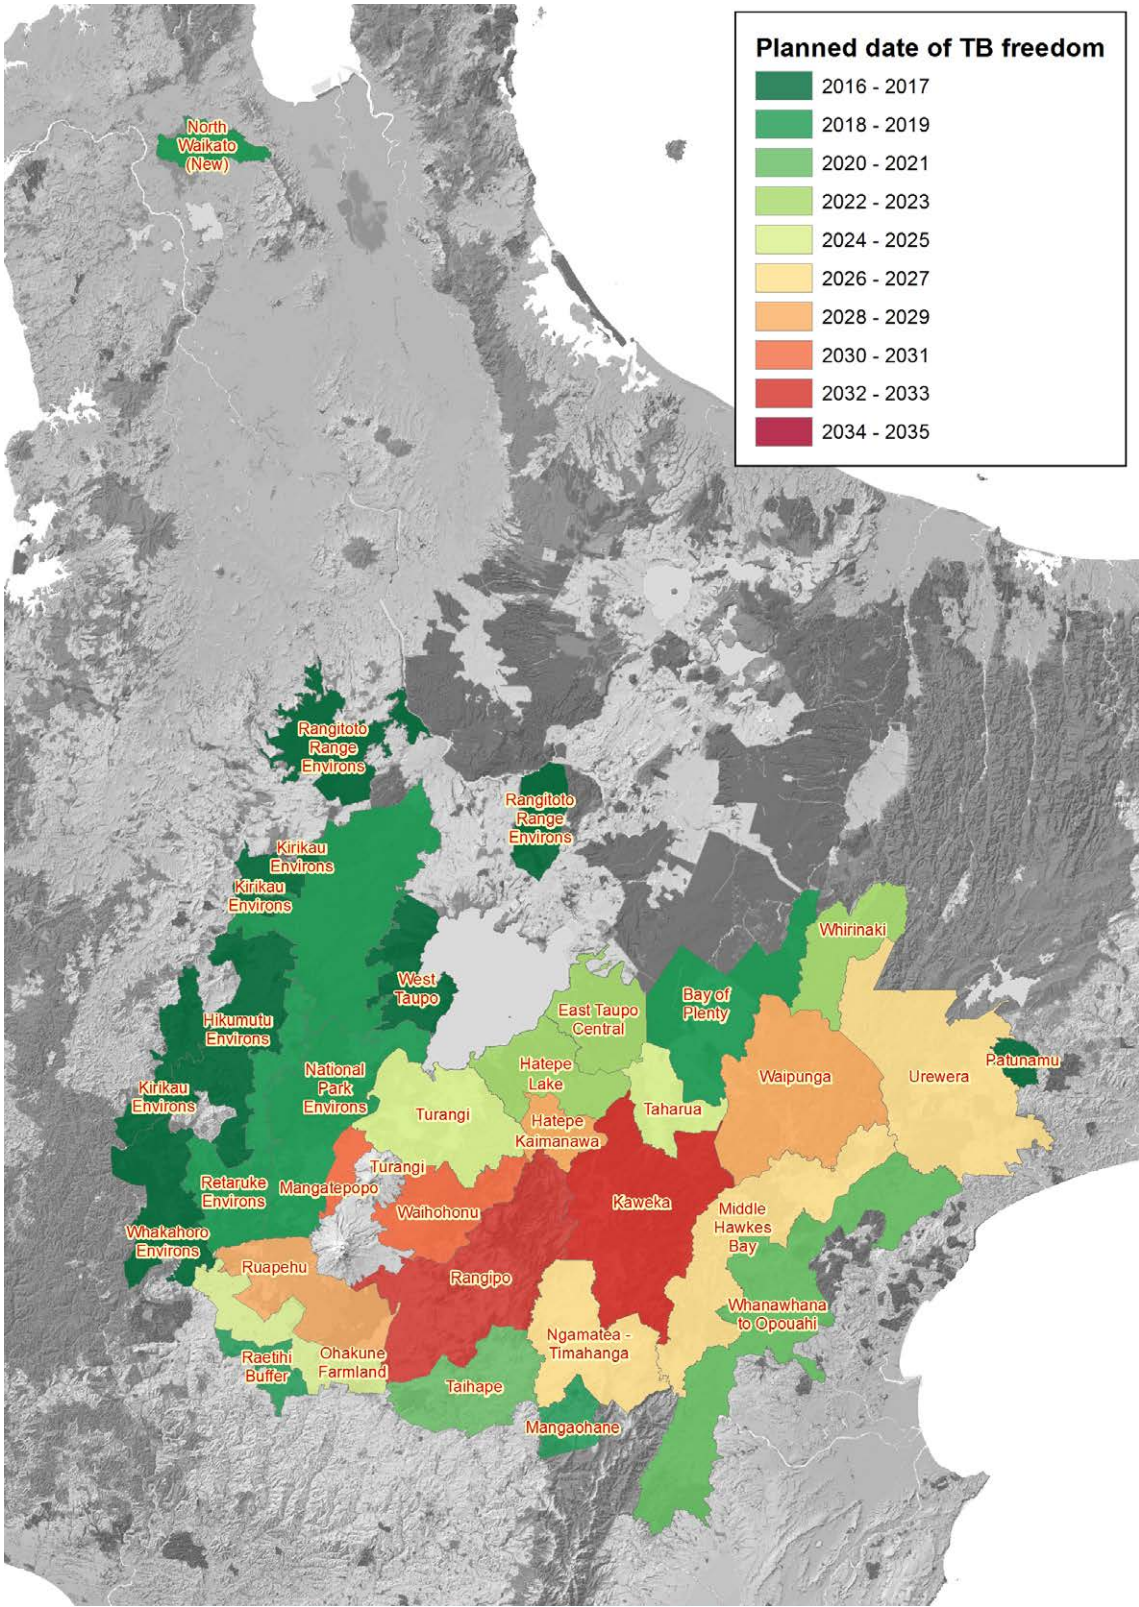 Planned date of TB freedom
2016 - 2017
2018 - 2019
2020 - 2021
2022 - 2023
2024 - 2025
2026 - 2027
2028 - 2029
2030 - 2031
2032 - 2033
2034 - 2035
North
Waikato
(New)
Rangitoto
Range
Environs
Rangitoto
Range
Environs
Kirikau
Environs
Kirikau
Environs
Whirinaki
West
Taupo
Bay of
Plenty
East Taupo
Central
Hikumutu
Environs
Hatepe
Lake
Patunamu
Waipunga
Urewera
National
Park
Environs
Kirikau
Environs
Turangi
Taharua
Hatepe
Kaimanawa
Turangi
Retaruke
Environs
Mangatepopo
Waihohonu
Kaweka
Middle
Hawkes
Bay
Whakahoro
Environs
Ruapehu
Rangipo
Whanawhana
to Opouahi
Ngamatea -
Timahanga
Raetihi
Buffer
Ohakune
Farmland
Taihape
Mangaohane